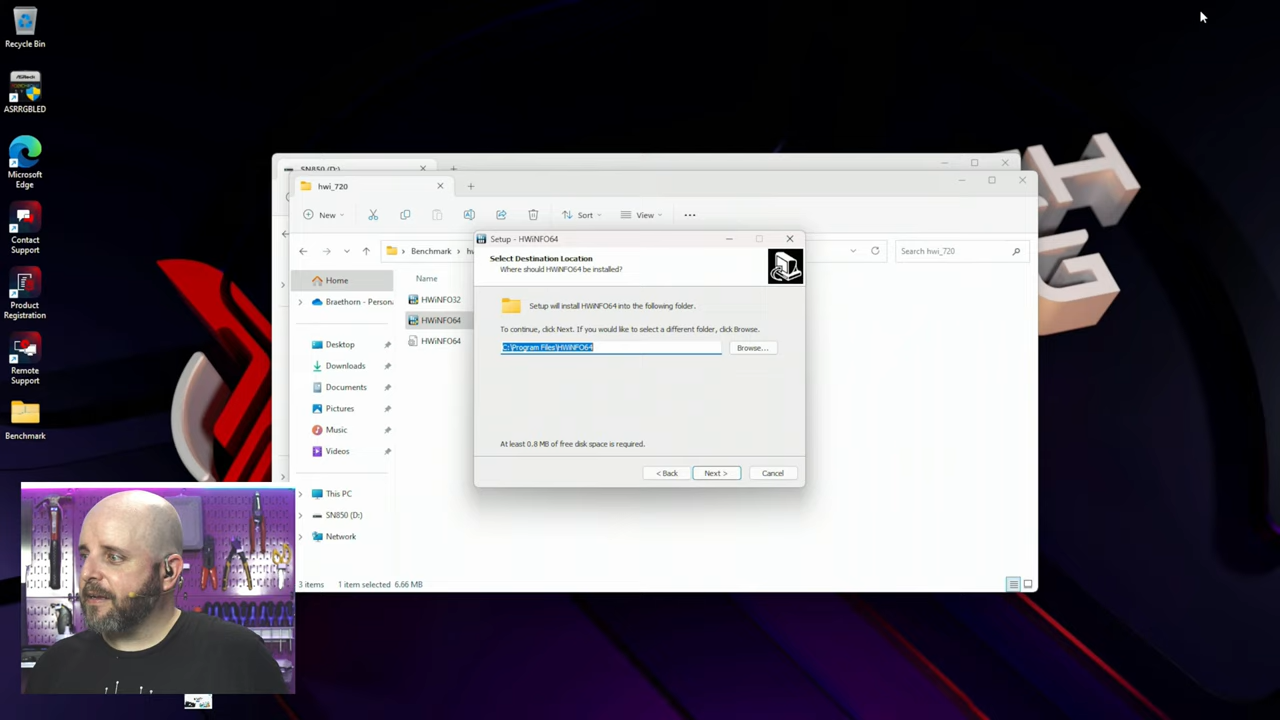 Recycle Bin
ASRock
ASRRGBLED
Microsoft
Edge
Contact
Support
Product
Registration
Remote
Support
Benchmark
SN850 (D:)
hwi_720
New
Sort
View
Benchmark
Search hwi_720
Home
Braethorn - Persona
Desktop
Downloads
Documents
Pictures
Music
Videos
This PC
SN850 (D:)
Network
Name
HWiNFO32
HWiNFO64
HWiNFO64
3 items
1 item selected 6.66 MB
Setup - HWiNFO64
Select Destination Location
Where should HWiNFO64 be installed?
Setup will install HWiNFO64 into the following folder.
To continue, click Next. If you would like to select a different folder, click Browse.
C:\Program Files\HWiNFO64
Browse...
At least 0.8 MB of free disk space is required.
< Back
Next >
Cancel
H
G